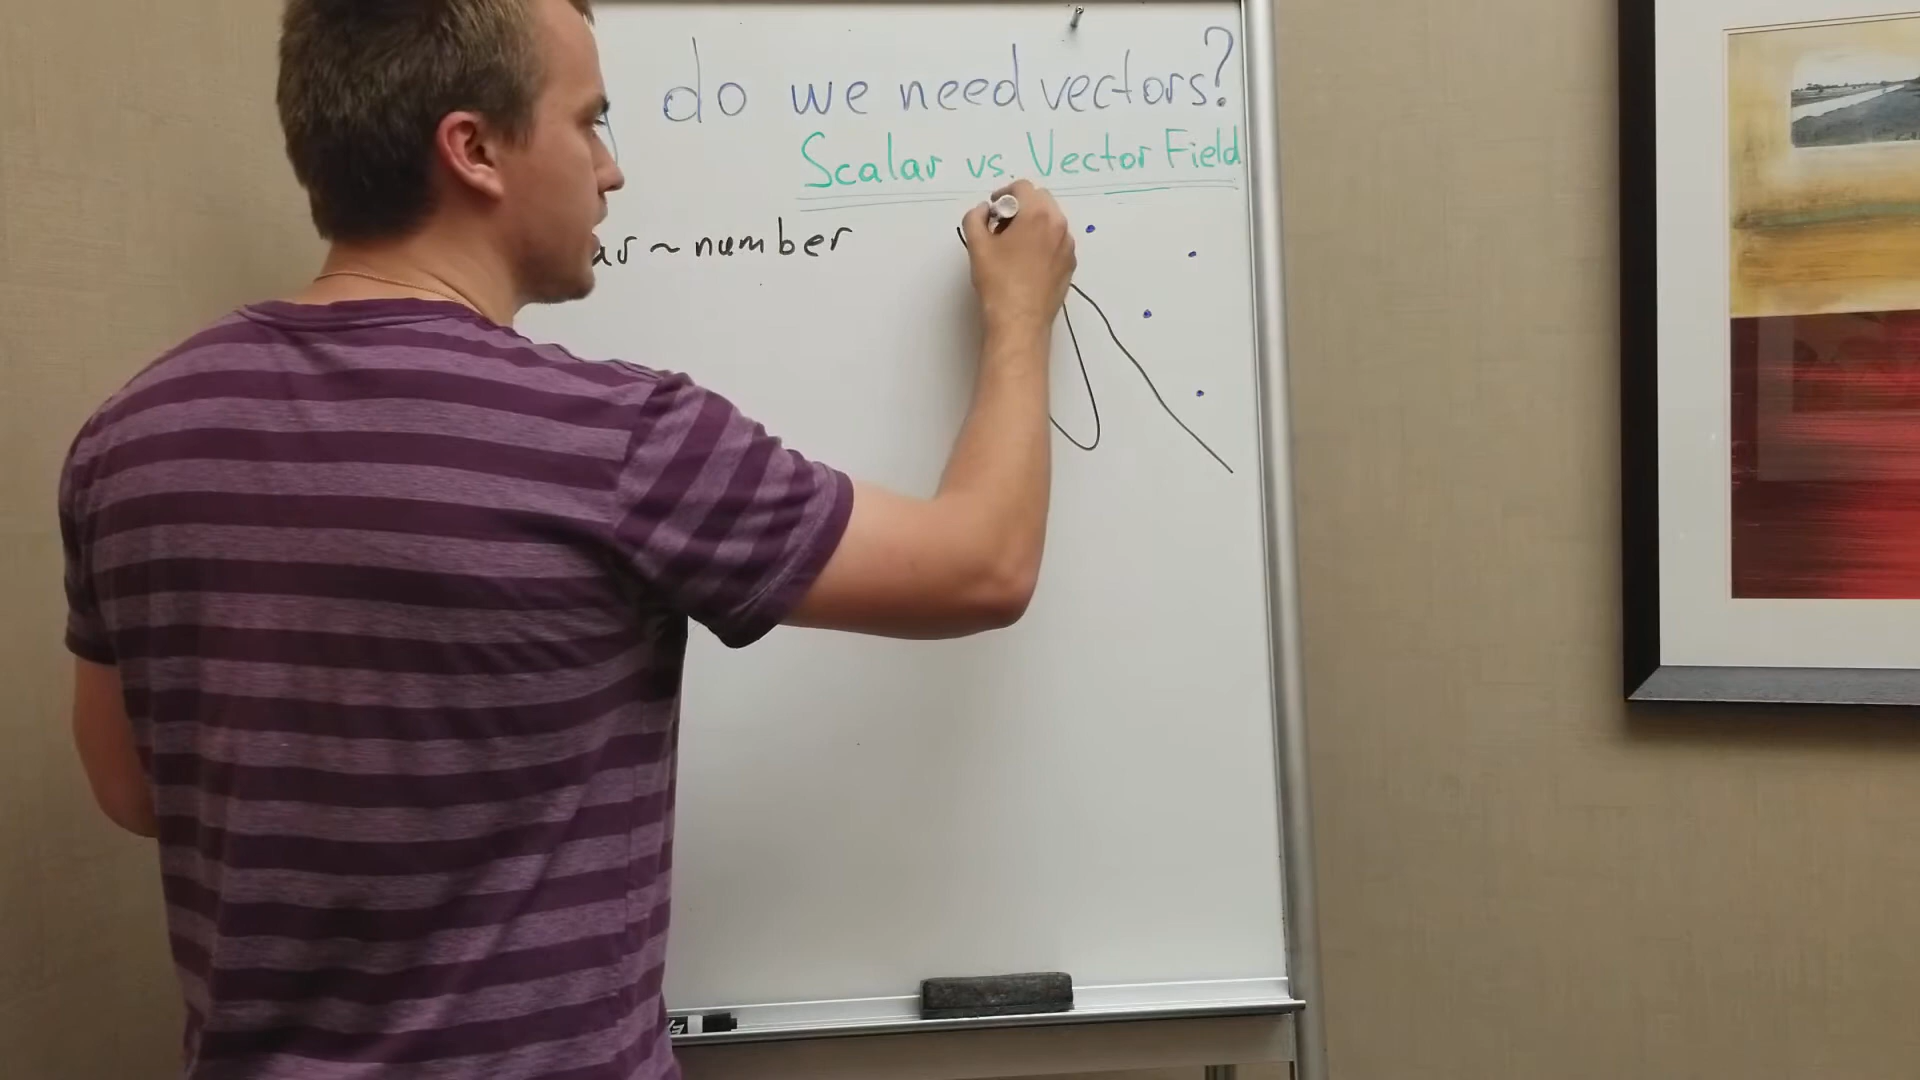 do we need vectors?
Scalar vs. Vector Field
ar ~ number